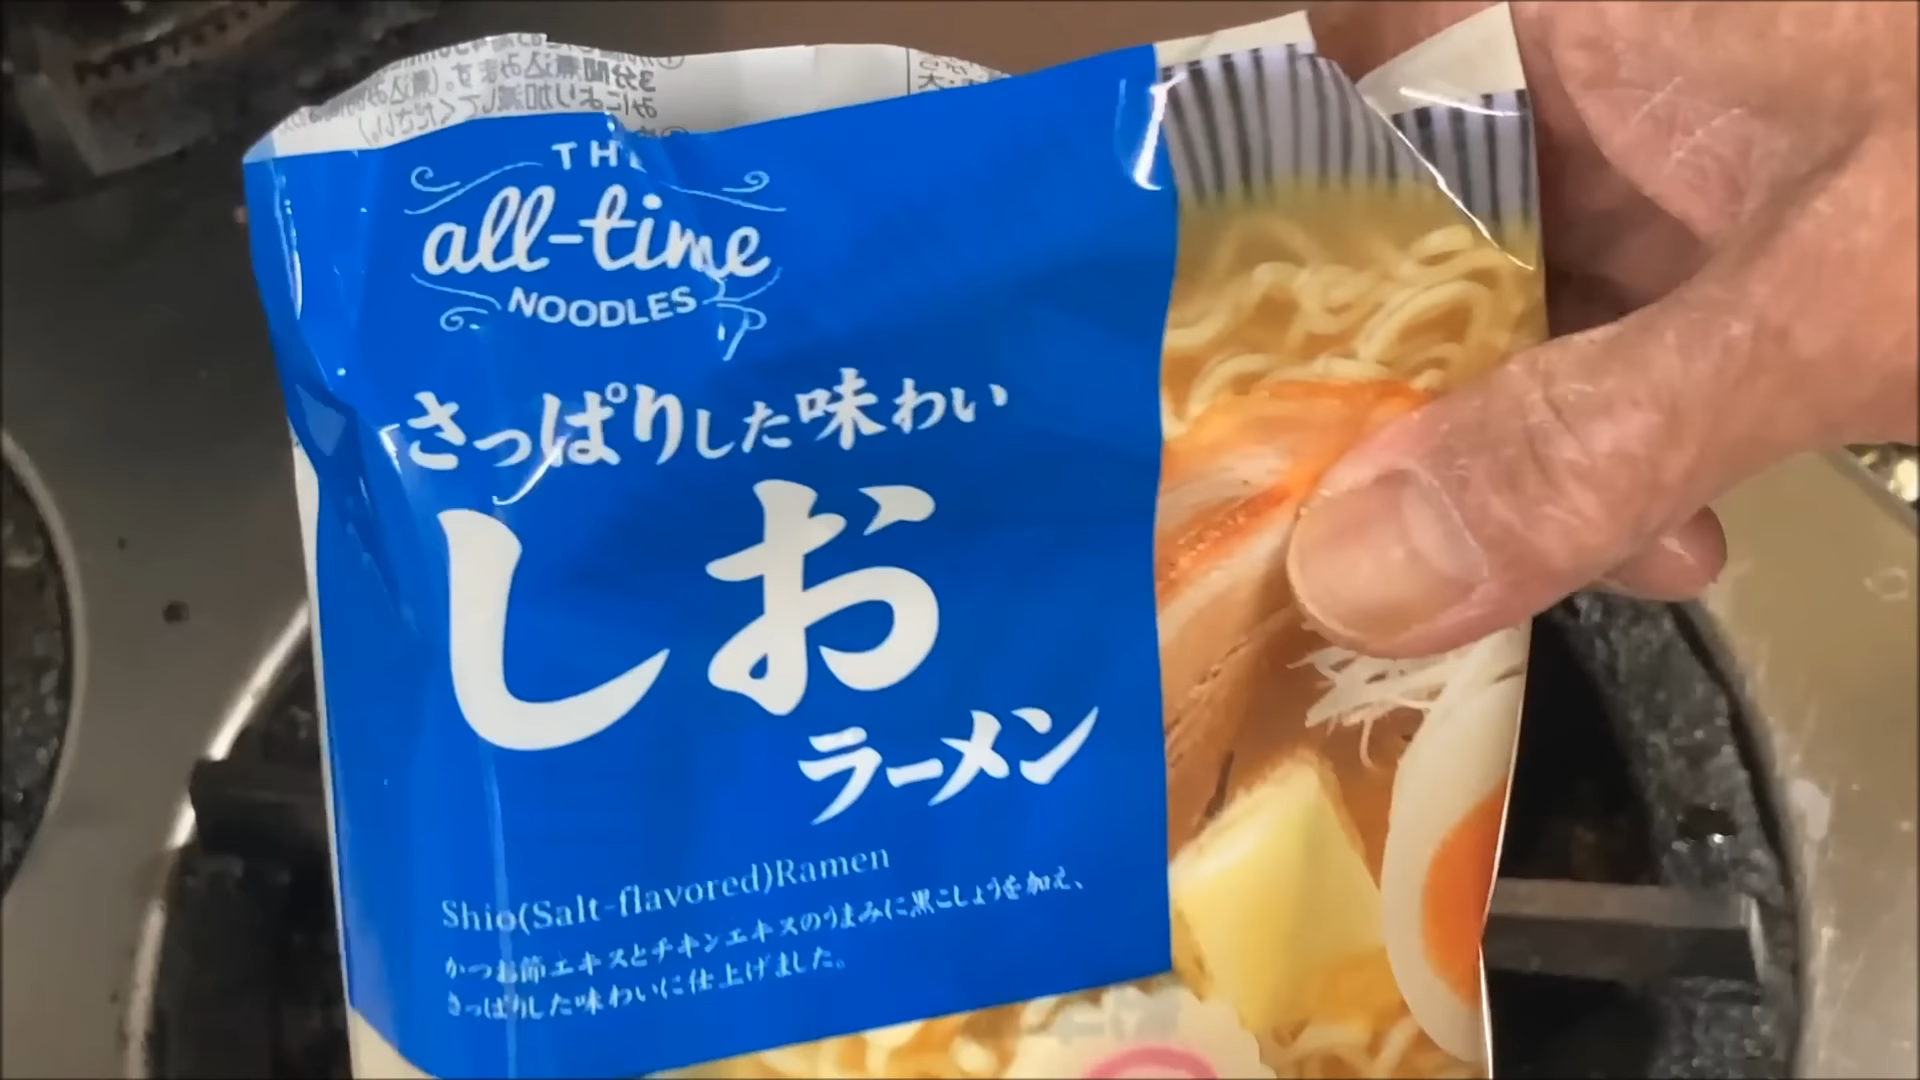 THE
all-time
NOODLES
さっぱりした味わい
しお
ラーメン
Shio(Salt-flavored)Ramen
かつお節エキスとチキンエキスのうまみに黒こしょうを加え、
さっぱりした味わいに仕上げました。